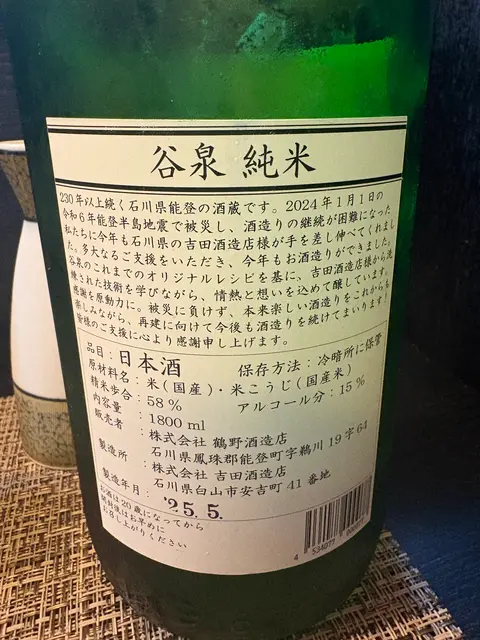 谷泉 純米
230年以上続く石川県能登の酒蔵です。2024年1月1日の
令和6年能登半島地震で被災し、酒造りの継続が困難になった
私たちに今年も石川県の吉田酒造店様が手を差し伸べてくれまし
た。多大なるご支援をいただき、今年もお酒造りができました。
谷泉のこれまでのオリジナルレシピを基に、吉田酒造店様から洗
練された技術を学びながら、情熱と想いを込めて醸しています。
感謝を原動力に。被災に負けず、本来楽しい酒造りをこれからも
楽しみながら、再建に向けて今後も酒造りを続けてまいります!
皆様のご支援に心より感謝申し上げます。
品目:日本酒 保存方法:冷暗所に保管
原材料名:米(国産)・米こうじ(国産米)
精米歩合:58% アルコール分:15%
内容量:1800ml
販売者:株式会社 鶴野酒造店
石川県鳳珠郡能登町字鵜川19字64
製造所:株式会社 吉田酒造店
石川県白山市安吉町41番地
製造年月:'25.5.
お酒は20歳になってから
開封後はお早めに
お召し上がりください